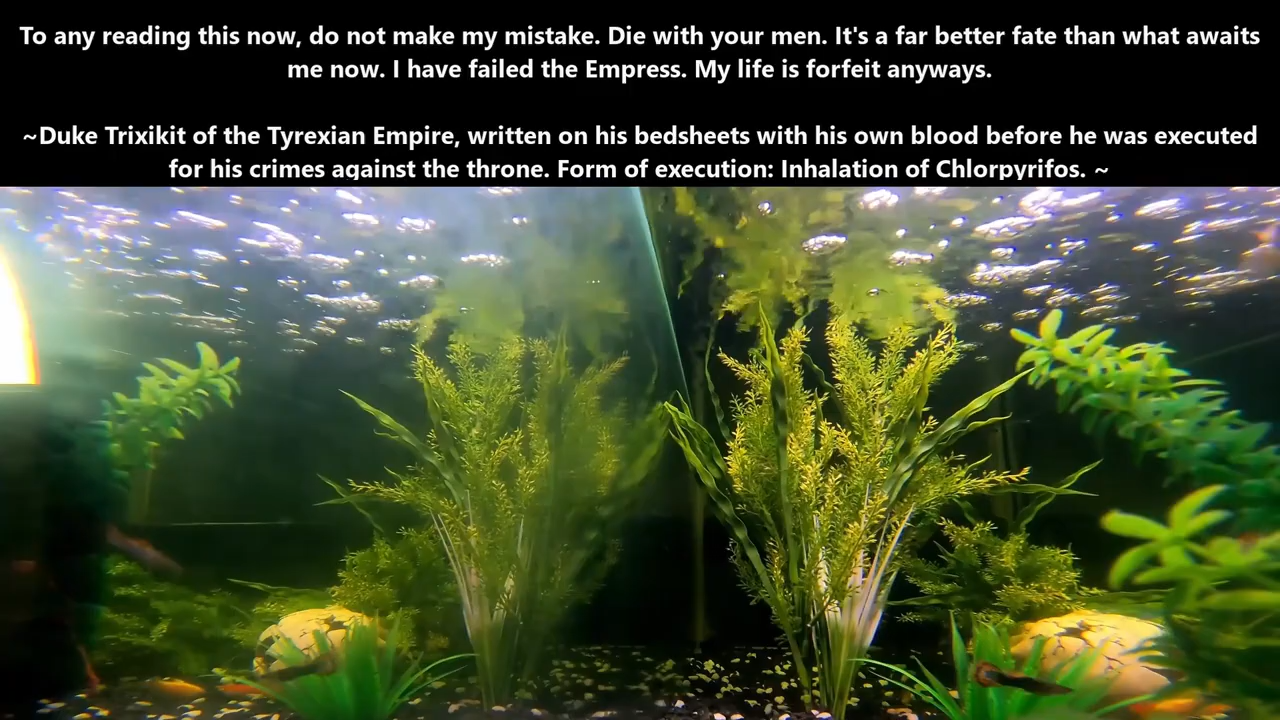 To any reading this now, do not make my mistake. Die with your men. It's a far better fate than what awaits
me now. I have failed the Empress. My life is forfeit anyways.
~Duke Trixikit of the Tyrexian Empire, written on his bedsheets with his own blood before he was executed
for his crimes against the throne. Form of execution: Inhalation of Chlorpyrifos. ~